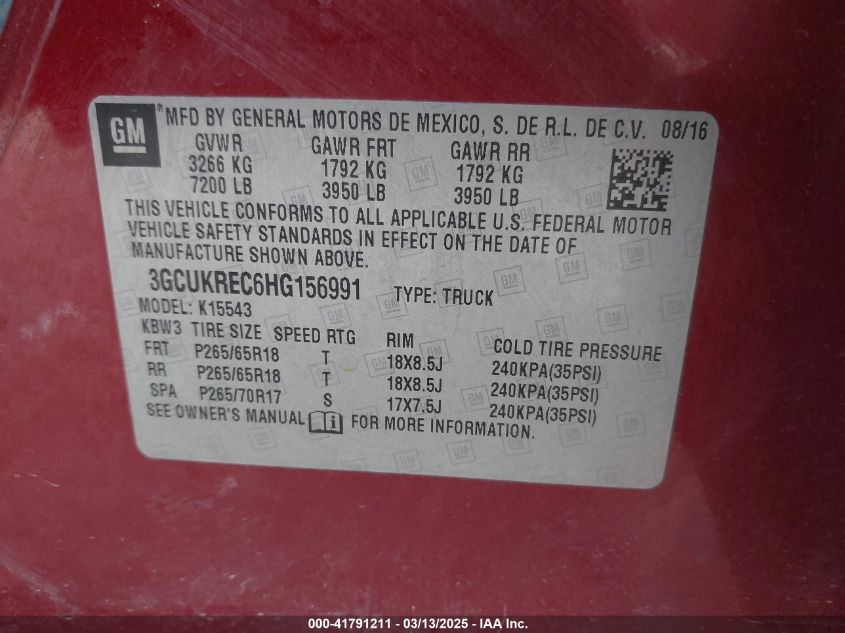 GM ® MFD BY GENERAL MOTORS DE MEXICO, S. DE R.L. DE C.V. 08/16
GVWR GAWR FRT GAWR RR
3266 KG 1792 KG 1792 KG
7200 LB 3950 LB 3950 LB
THIS VEHICLE CONFORMS TO ALL APPLICABLE U.S. FEDERAL MOTOR
VEHICLE SAFETY STANDARDS IN EFFECT ON THE DATE OF
MANUFACTURE SHOWN ABOVE.
3GCUKREC6HG156991 TYPE: TRUCK
MODEL: K15543
KBW3 TIRE SIZE SPEED RTG RIM COLD TIRE PRESSURE
FRT P265/65R18 T 18X8.5J 240KPA(35PSI)
RR P265/65R18 T 18X8.5J 240KPA(35PSI)
SPA P265/70R17 S 17X7.5J 240KPA(35PSI)
SEE OWNER'S MANUAL FOR MORE INFORMATION.
000-41791211 - 03/13/2025 - IAA Inc.